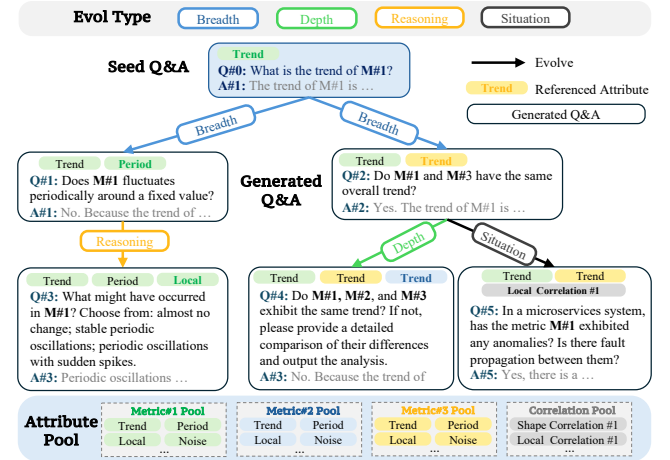 Evol Type
Breadth
Depth
Reasoning
Situation
Seed Q&A
Trend
Q#0: What is the trend of M#1?
A#1: The trend of M#1 is …
Evolve
Trend
Referenced Attribute
Generated Q&A
Breadth
Breadth
Trend
Period
Q#1: Does M#1 fluctuates
periodically around a fixed value?
A#1: No. Because the trend of …
Generated
Q&A
Trend
Trend
Q#2: Do M#1 and M#3 have the same
overall trend?
A#2: Yes. The trend of M#1 is …
Reasoning
Depth
Situation
Trend
Period
Local
Q#3: What might have occurred
in M#1? Choose from: almost no
change; stable periodic
oscillations; periodic oscillations
with sudden spikes.
A#3: Periodic oscillations …
Trend
Trend
Trend
Q#4: Do M#1, M#2, and M#3
exhibit the same trend? If not,
please provide a detailed
comparison of their differences
and output the analysis.
A#3: No. Because the trend of
Trend
Trend
Local Correlation #1
Q#5: In a microservices system,
has the metric M#1 exhibited
any anomalies? Is there fault
propagation between them?
A#5: Yes, there is a …
Attribute
Pool
Metric#1 Pool
Trend
Period
Local
Noise
...
Metric#2 Pool
Trend
Period
Local
Noise
...
Metric#3 Pool
Trend
Period
Local
Noise
...
Correlation Pool
Shape Correlation #1
Local Correlation #1
...